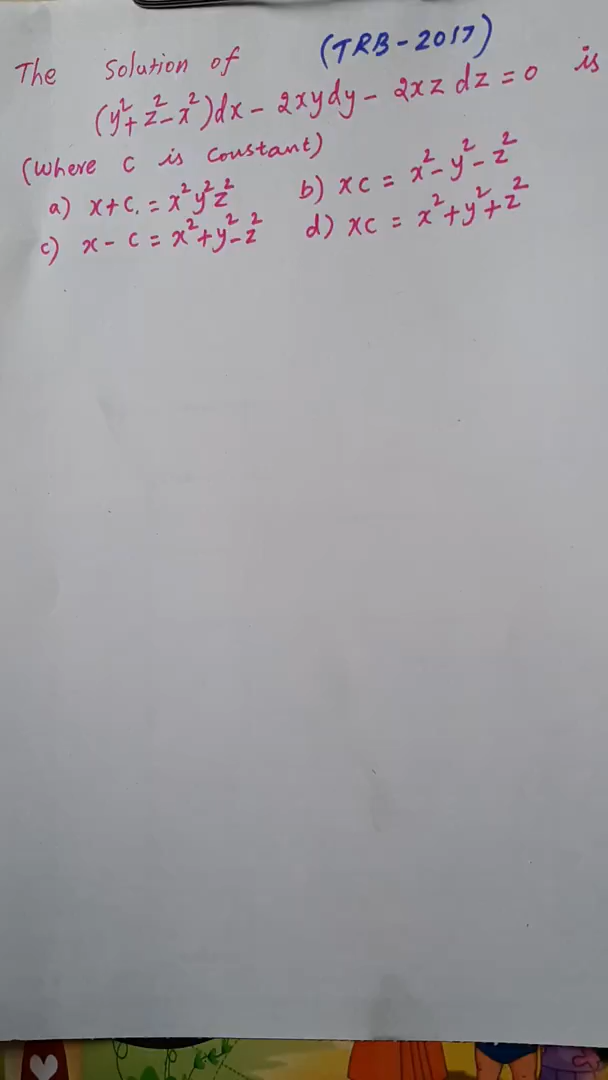 The Solution of (TRB-2017)
(y²+z²-x²)dx - 2xydy - 2xz dz = 0 is
(where c is constant)
a) x+c. = x²y²z² b) xc = x²-y²-z²
c) x-c = x²+y²-z² d) xc = x²+y²+z²